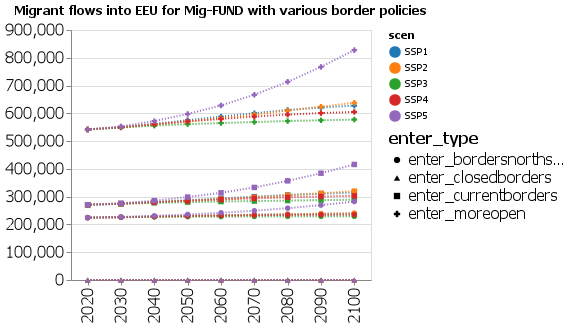 Migrant flows into EEU for Mig-FUND with various border policies
900,000
800,000
700,000
600,000
500,000
400,000
300,000
200,000
100,000
0
2020
2030
2040
2050
2060
2070
2080
2090
2100
scen
SSP1
SSP2
SSP3
SSP4
SSP5
enter_type
enter_bordersnorths...
enter_closedborders
enter_currentborders
enter_moreopen